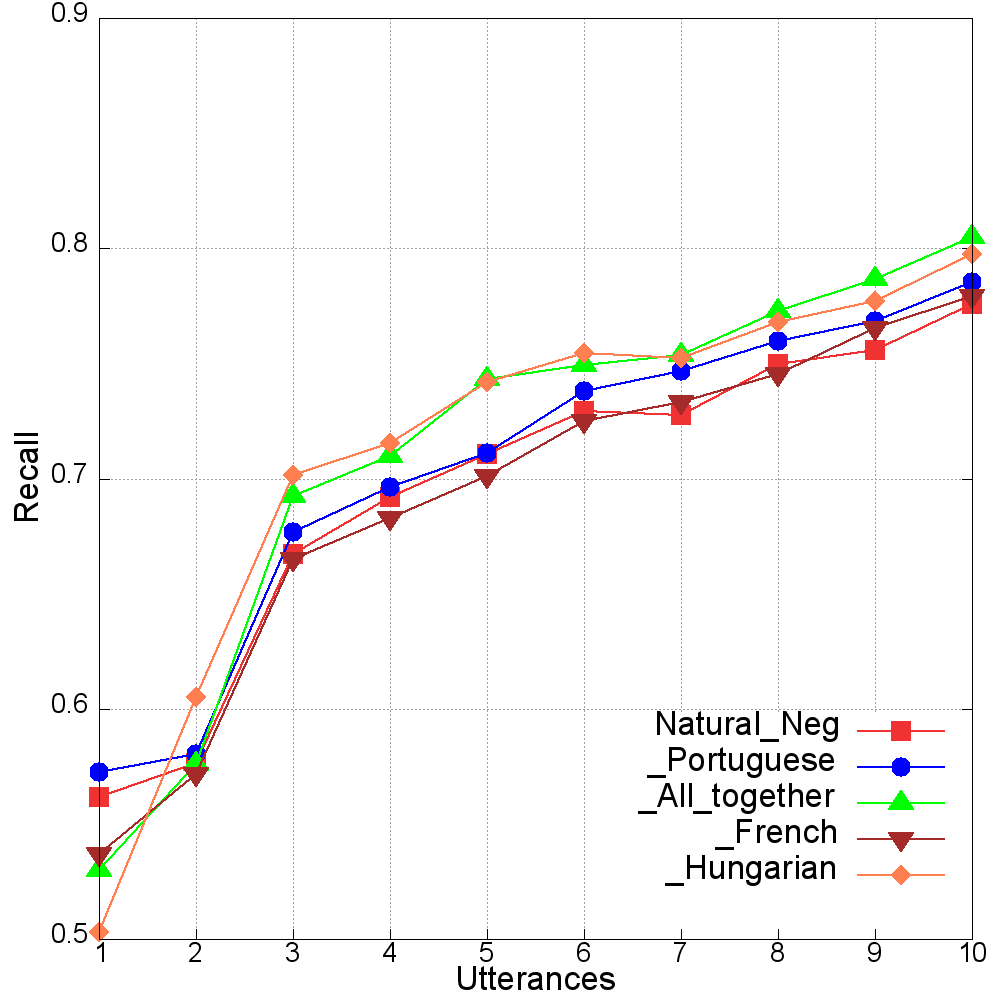 0.9
0.8
0.7
0.6
0.5
Recall
1 2 3 4 5 6 7 8 9 10
Utterances
Natural_Neg
_Portuguese
_All_together
_French
_Hungarian